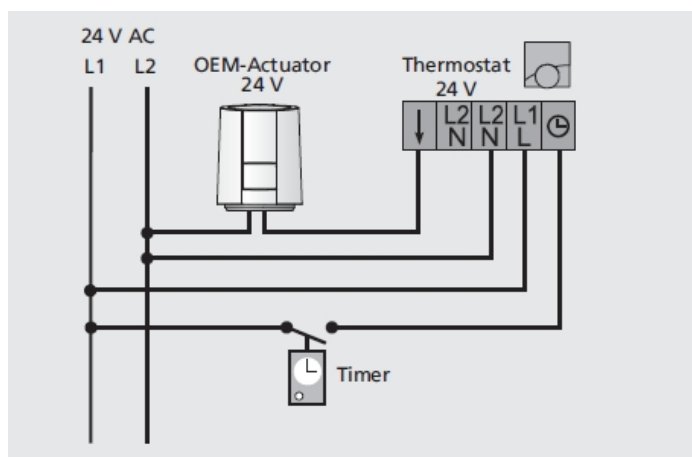 24 V AC
L1 L2
OEM-Actuator
24 V
Thermostat
24 V
L2 L2 L1
N N L
Timer